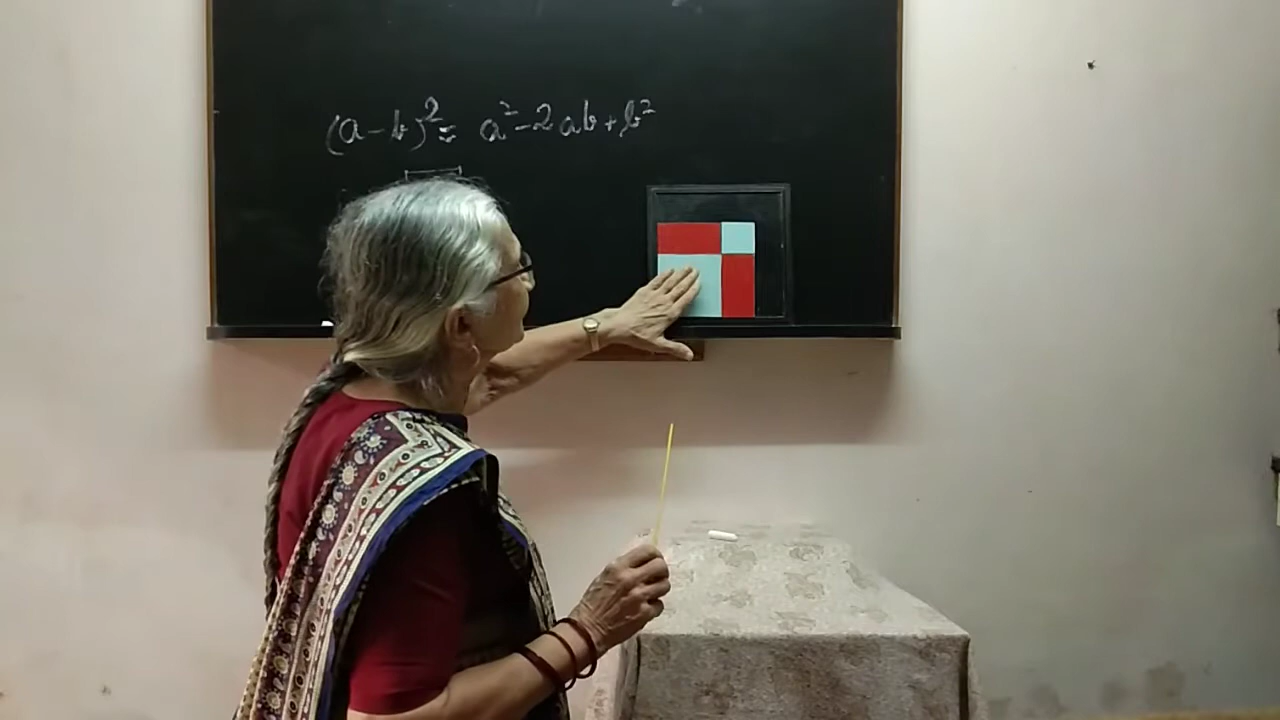 (a-b)² = a²-2ab+b²